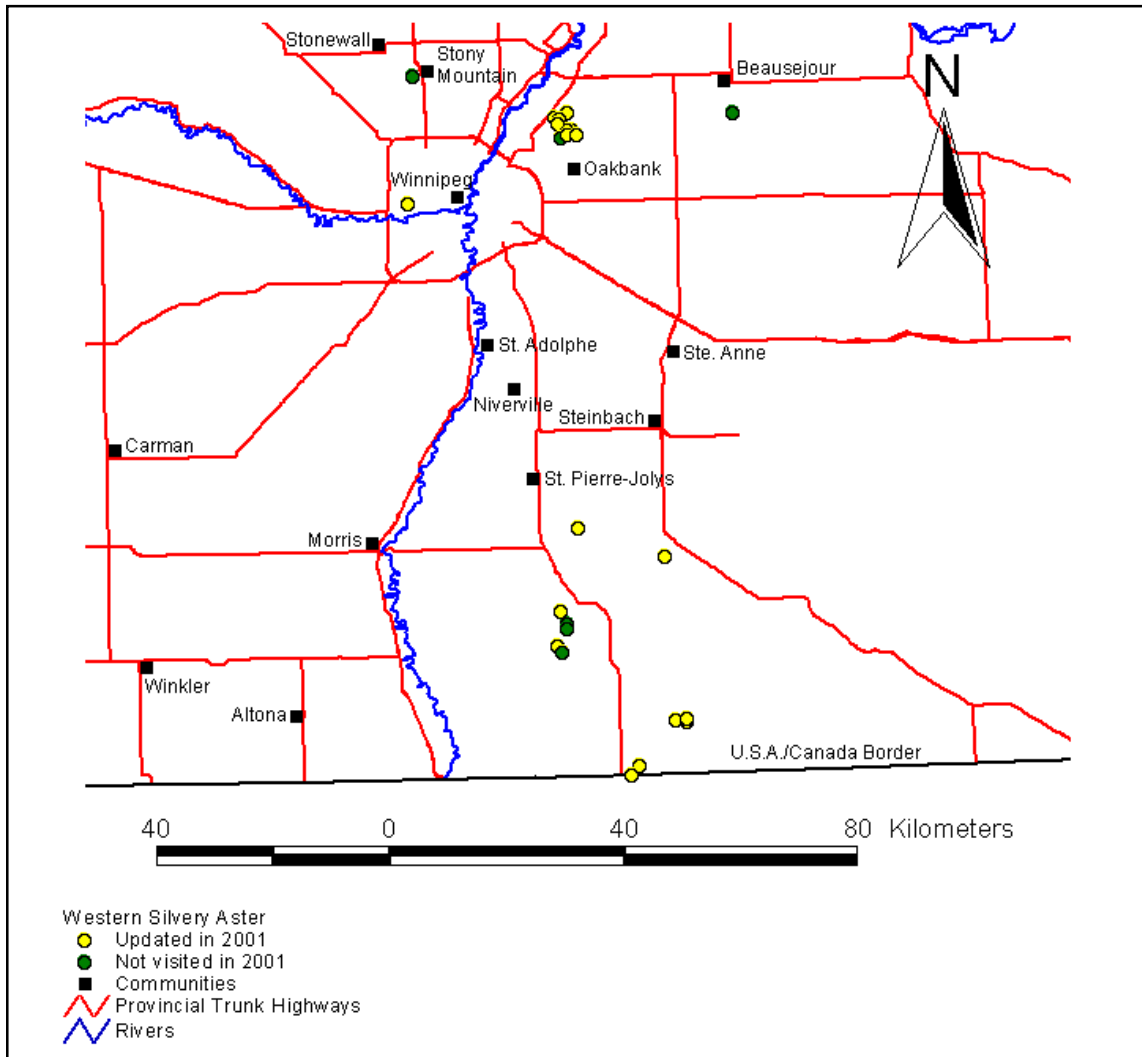 Stonewall
Stony
Mountain
Beausejour
N
Oakbank
Winnipeg
St. Adolphe
Ste. Anne
Niverville
Steinbach
Carman
St. Pierre-Jolys
Morris
Winkler
Altona
U.S.A./Canada Border
40 0 40 80 Kilometers
Western Silvery Aster
Updated in 2001
Not visited in 2001
Communities
Provincial Trunk Highways
Rivers